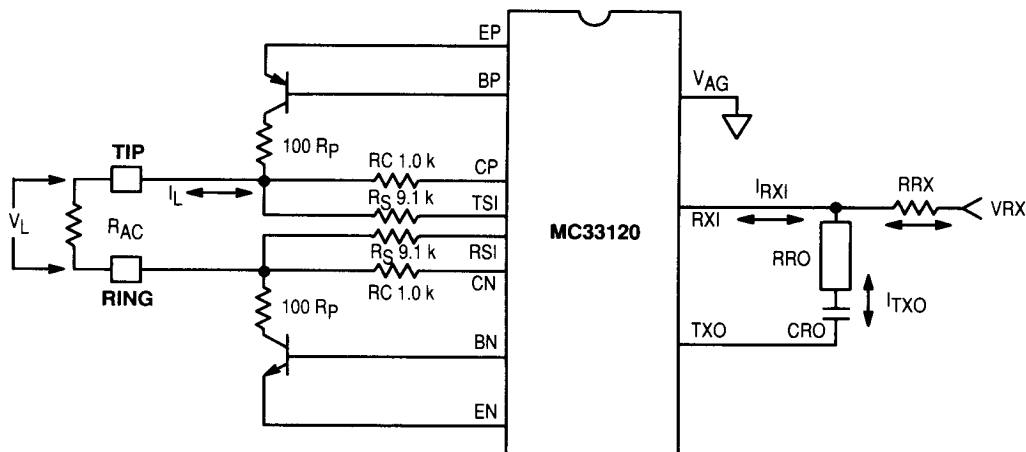 EP
BP
VAG
100 RP
TIP
RC 1.0 k
CP
IL
RS 9.1 k
TSI
IRXI
RRX
VRX
VL
RAC
MC33120
RXI
RS 9.1 k
RSI
RRO
RING
RC 1.0 k
CN
ITXO
100 RP
BN
TXO
CRO
EN